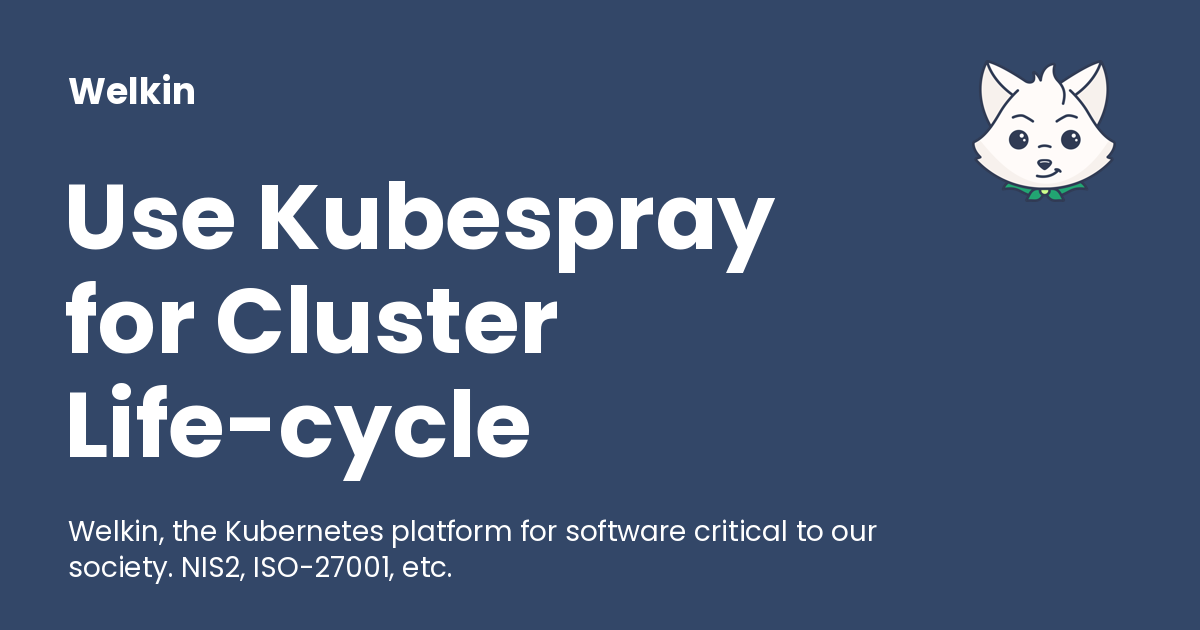 Welkin
Use Kubespray
for Cluster
Life-cycle
Welkin, the Kubernetes platform for software critical to our
society. NIS2, ISO-27001, etc.